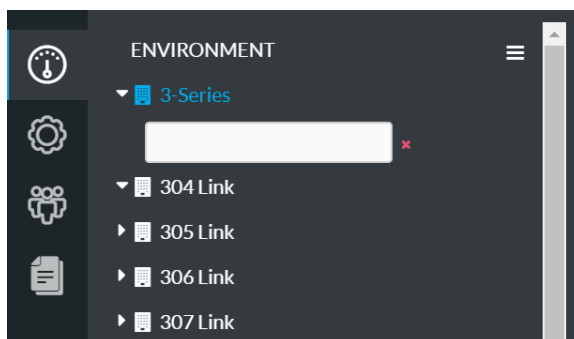 ENVIRONMENT
3-Series
304 Link
305 Link
306 Link
307 Link